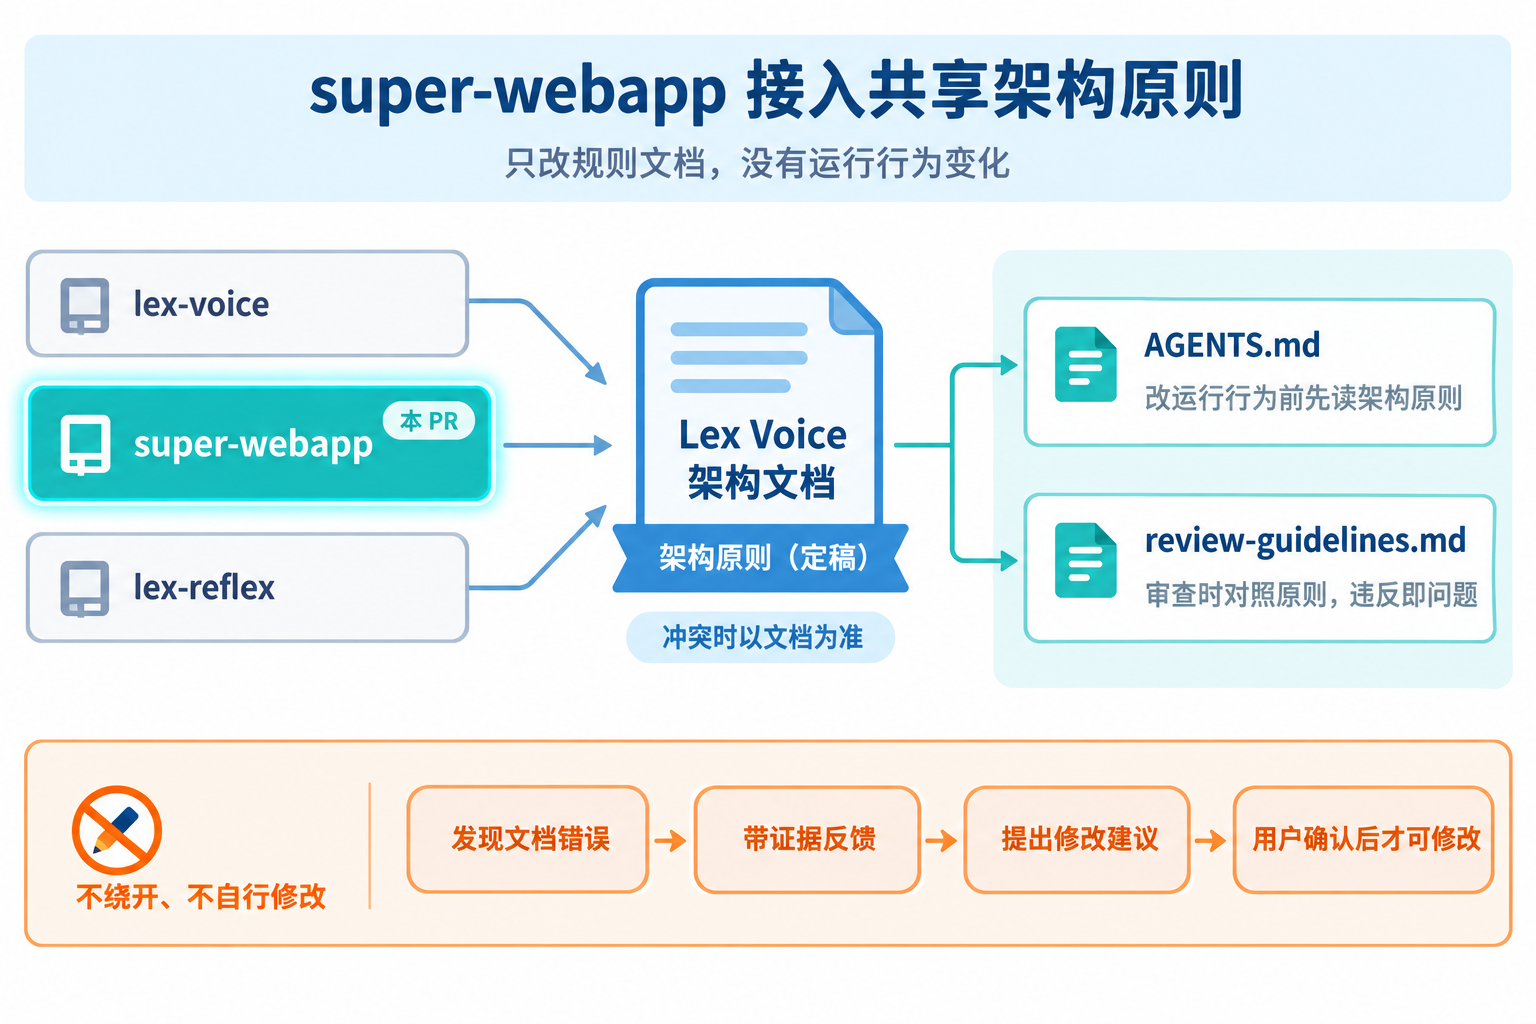 super-webapp 接入共享架构原则
只改规则文档，没有运行行为变化
lex-voice
本 PR
super-webapp
lex-reflex
Lex Voice
架构文档
架构原则（定稿）
冲突时以文档为准
AGENTS.md
改运行行为前先读架构原则
review-guidelines.md
审查时对照原则，违反即问题
不绕开、不自行修改
发现文档错误
带证据反馈
提出修改建议
用户确认后才可修改